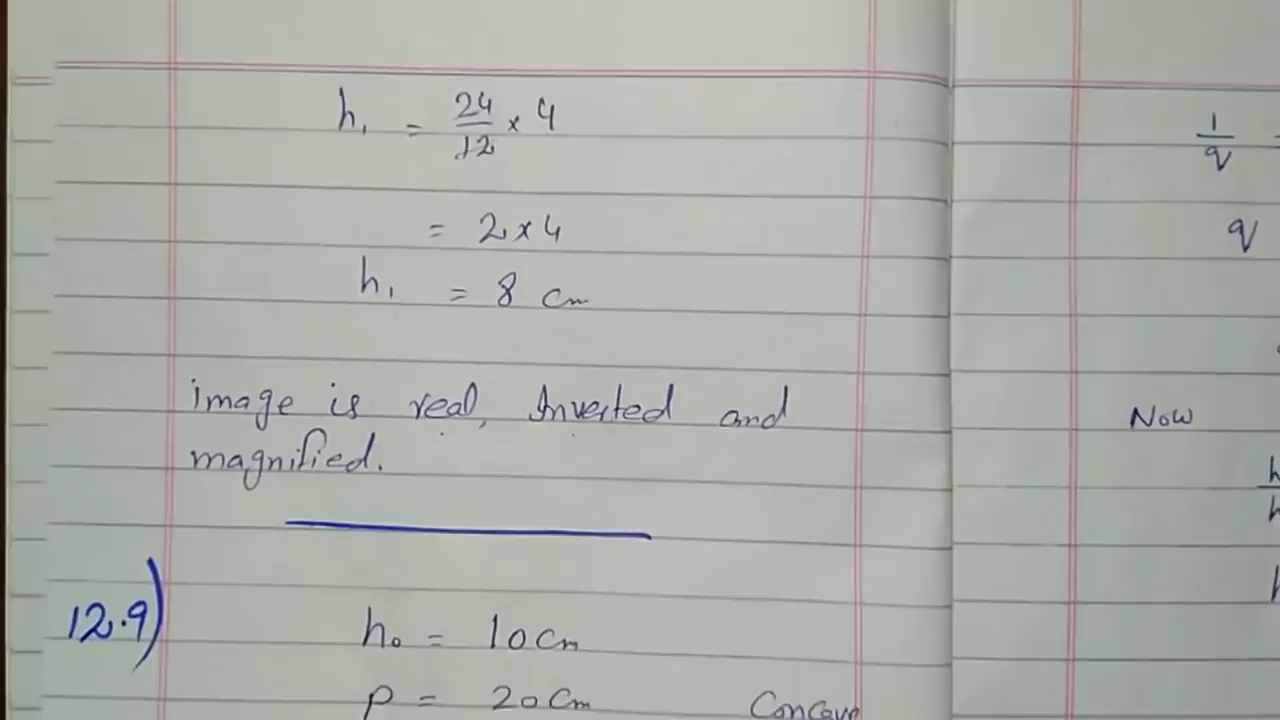 h₁ = 24/12 × 4
= 2 × 4
h₁ = 8 cm
image is real, Inverted and
magnified.
12.9)
h₀ = 10 cm
p = 20 cm
1/q
q
Now